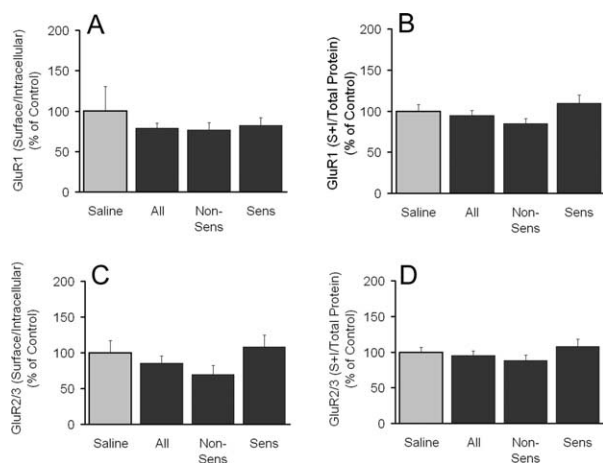 A
GluR1 (Surface/Intracellular)
(% of Control)
200
150
100
50
0
Saline
All
Non-
Sens
Sens
B
GluR1 (S+I/Total Protein)
(% of Control)
200
150
100
50
0
Saline
All
Non-
Sens
Sens
C
GluR2/3 (Surface/Intracellular)
(% of Control)
200
150
100
50
0
Saline
All
Non-
Sens
Sens
D
GluR2/3 (S+I/Total Protein)
(% of Control)
200
150
100
50
0
Saline
All
Non-
Sens
Sens